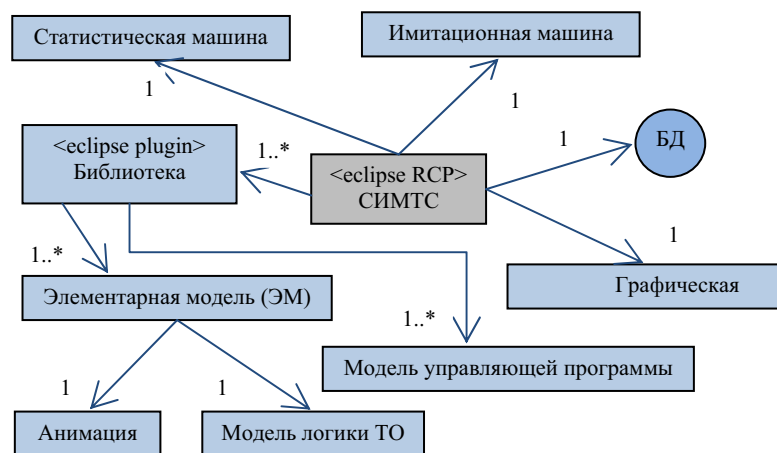 Статистическая машина
Имитационная машина
1
1
1
БД
<eclipse plugin>
Библиотека
1..*
<eclipse RCP>
СИМТС
1
1..*
Элементарная модель (ЭМ)
Графическая
1..*
Модель управляющей программы
1
1
Анимация
Модель логики ТО